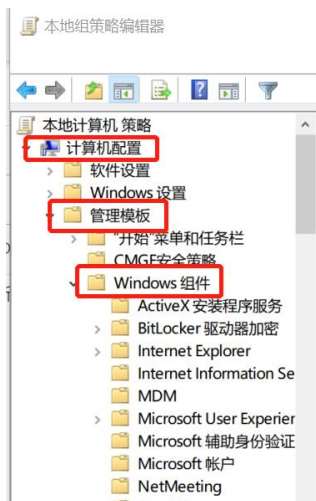 本地组策略编辑器
本地计算机 策略
计算机配置
软件设置
Windows 设置
管理模板
"开始"菜单和任务栏
CMGE安全策略
Windows 组件
ActiveX 安装程序服务
BitLocker 驱动器加密
Internet Explorer
Internet Information Se
MDM
Microsoft User Experier
Microsoft 辅助身份验证
Microsoft 帐户
NetMeeting